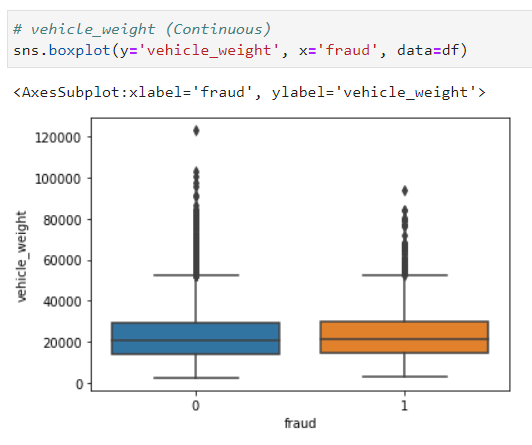 # vehicle_weight (Continuous)
sns.boxplot(y='vehicle_weight', x='fraud', data=df)
<AxesSubplot:xlabel='fraud', ylabel='vehicle_weight'>
120000
100000
80000
60000
40000
20000
0
vehicle_weight
0 1
fraud